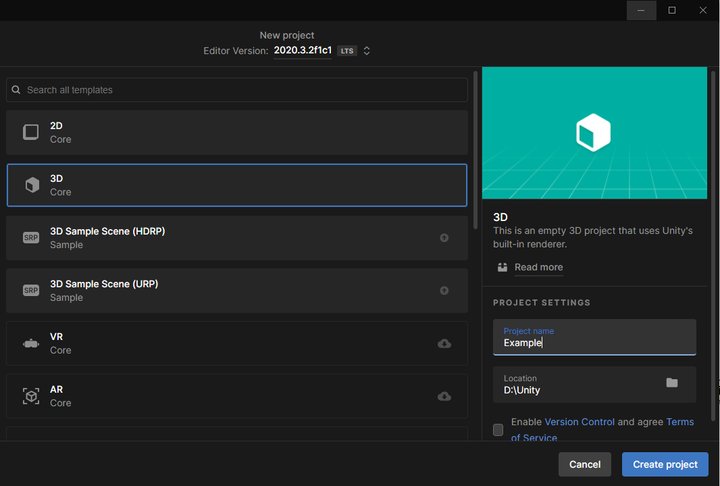 New project
Editor Version: 2020.3.2f1c1 LTS
Search all templates
2D
Core
3D
Core
SRP
3D Sample Scene (HDRP)
Sample
SRP
3D Sample Scene (URP)
Sample
VR
Core
AR
Core
3D
This is an empty 3D project that uses Unity's
built-in renderer.
Read more
PROJECT SETTINGS
Project name
Example
Location
D:\Unity
Enable Version Control and agree Terms
of Service
Cancel
Create project